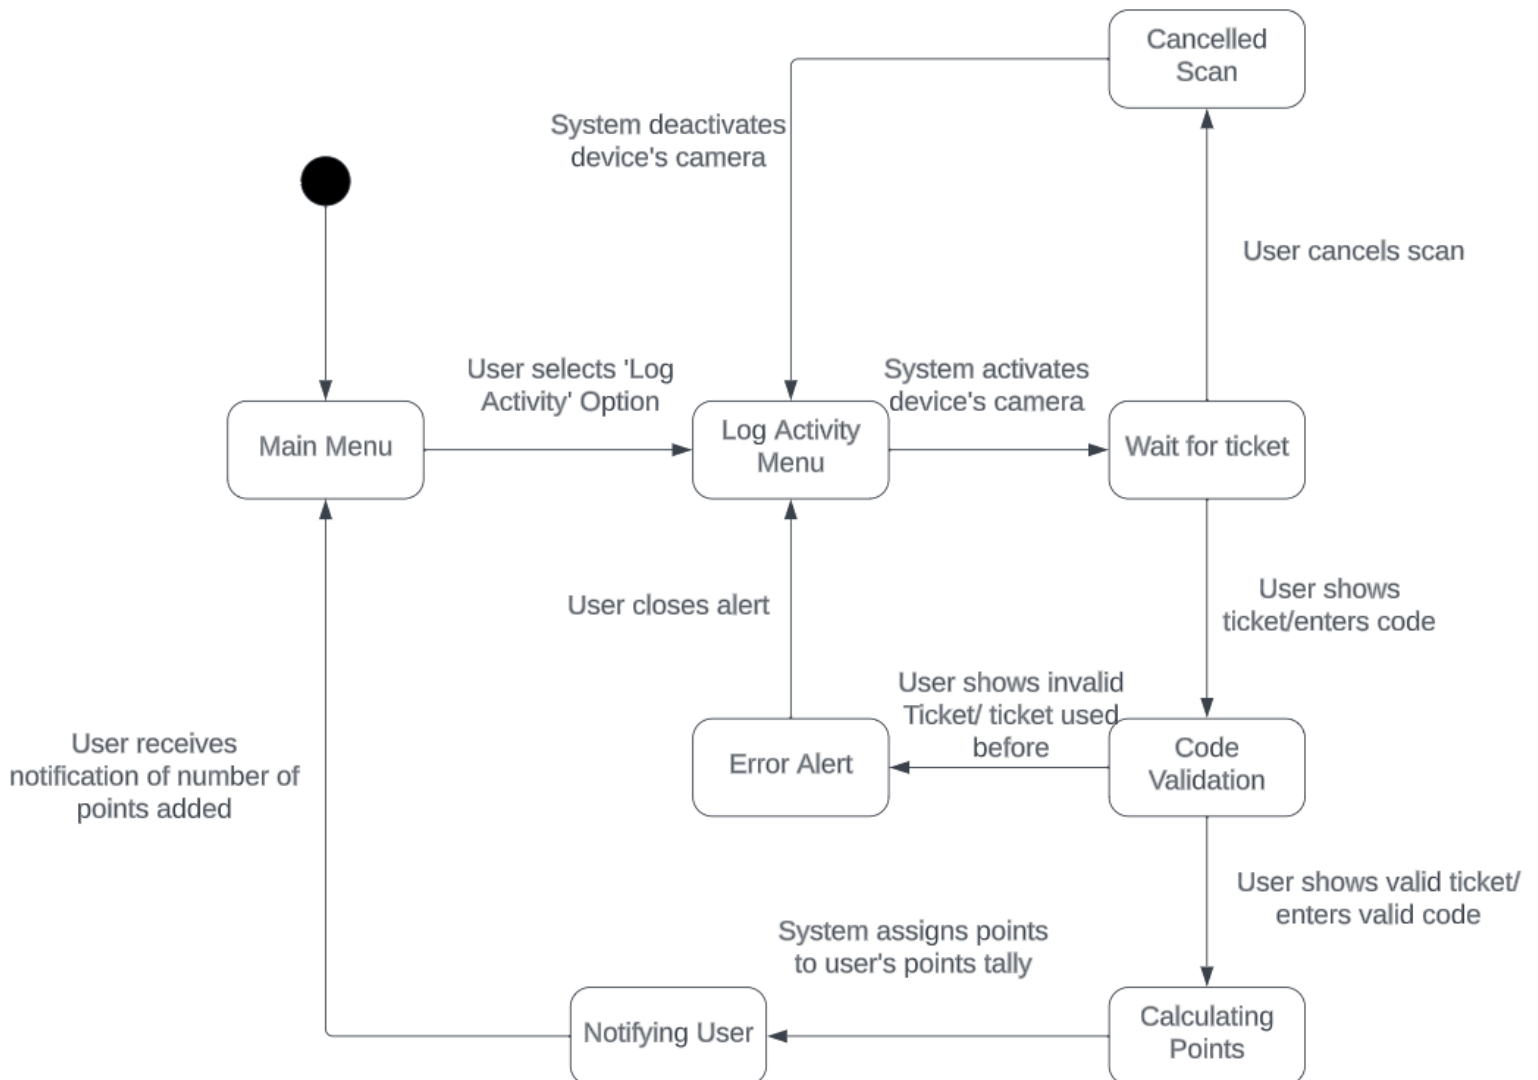 Cancelled
Scan
System deactivates
device's camera
User cancels scan
User selects 'Log
Activity' Option
System activates
device's camera
Main Menu
Log Activity
Menu
Wait for ticket
User closes alert
User shows
ticket/enters code
User shows invalid
Ticket/ ticket used
before
Error Alert
Code
Validation
User receives
notification of number of
points added
User shows valid ticket/
enters valid code
System assigns points
to user's points tally
Notifying User
Calculating
Points